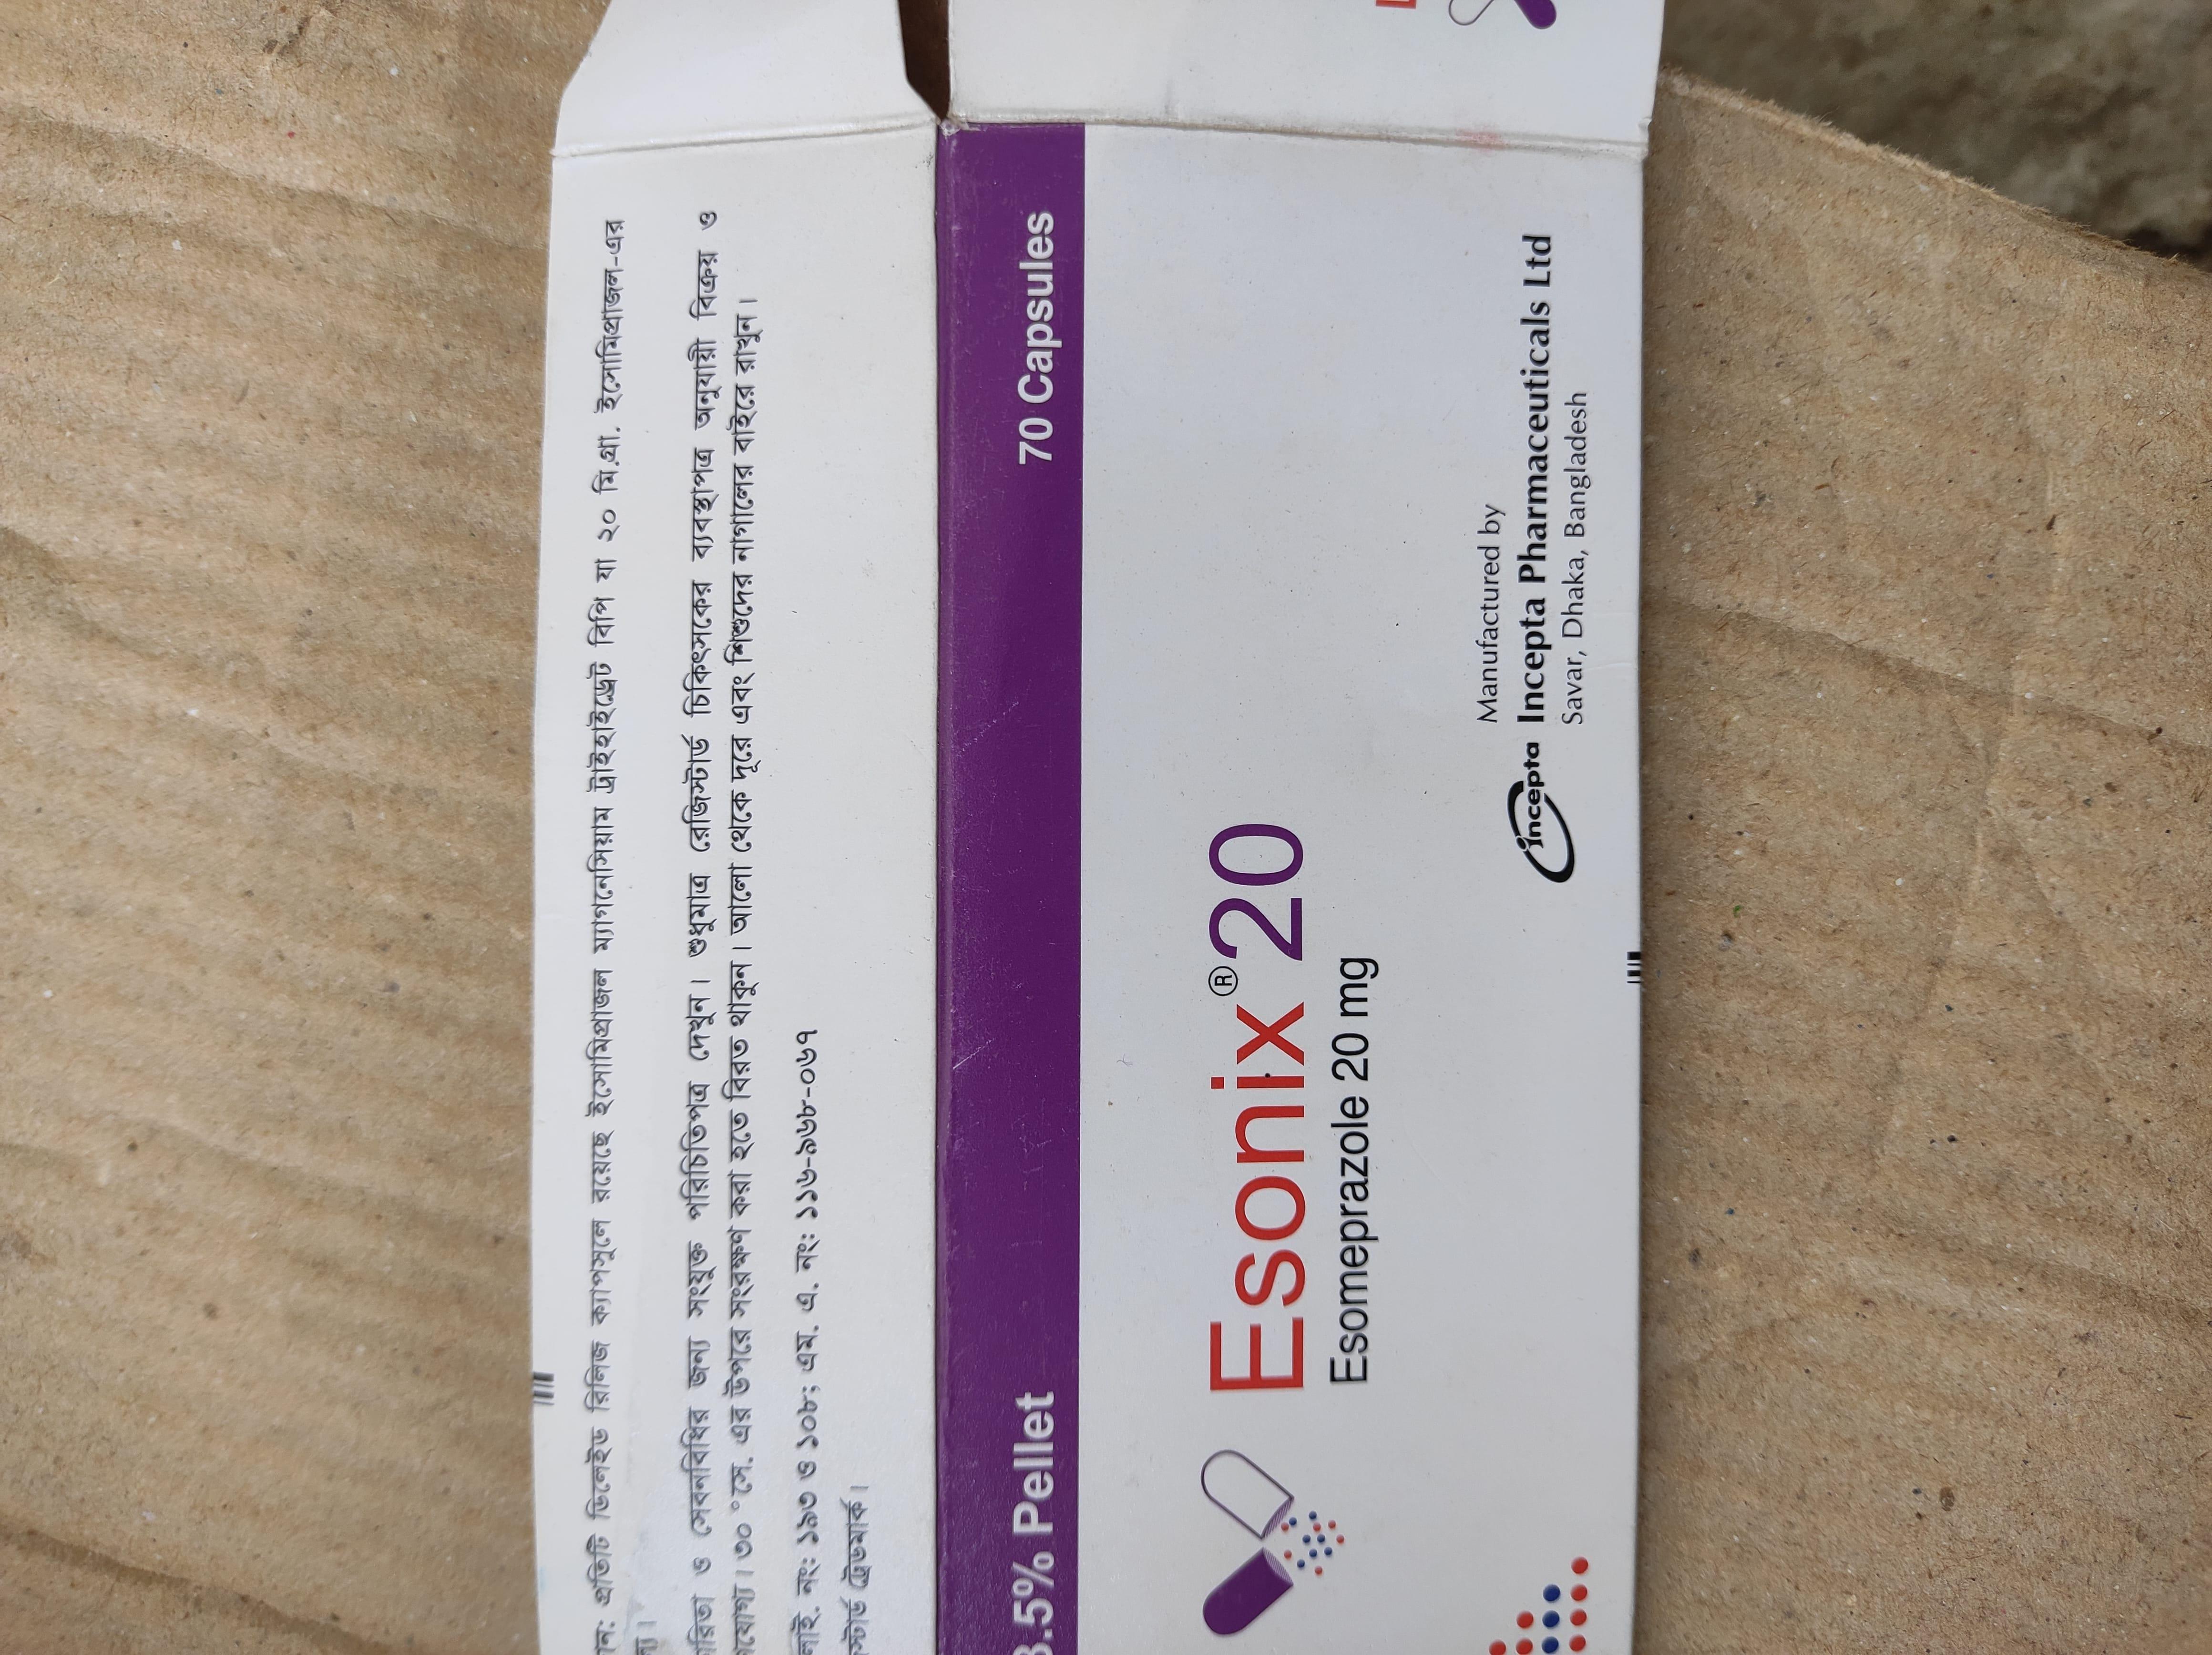 প্রতিটি ডিলেইড রিলিজ ক্যাপসুলে রয়েছে ইসোমিপ্রাজল ম্যাগনেসিয়াম ট্রাইহাইড্রেট বিপি যা ২০ মি.গ্রা. ইসোমিপ্রাজল-এর
ও সেবনবিধির জন্য সংযুক্ত পরিচিতিপত্র দেখুন। শুধুমাত্র রেজিস্টার্ড চিকিৎসকের ব্যবস্থাপত্র অনুযায়ী বিক্রয় ও
৩০ °সে. এর উপরে সংরক্ষণ করা হতে বিরত থাকুন। আলো থেকে দূরে এবং শিশুদের নাগালের বাইরে রাখুন।
নং: ১৯৩ ও ১০৮; এম. এ. নং: ১১৬-৯৬৮-০৬৭
ট্রেডমার্ক।
.5% Pellet 70 Capsules
Esonix® 20
Esomeprazole 20 mg
Manufactured by
incepta Incepta Pharmaceuticals Ltd
Savar, Dhaka, Bangladesh